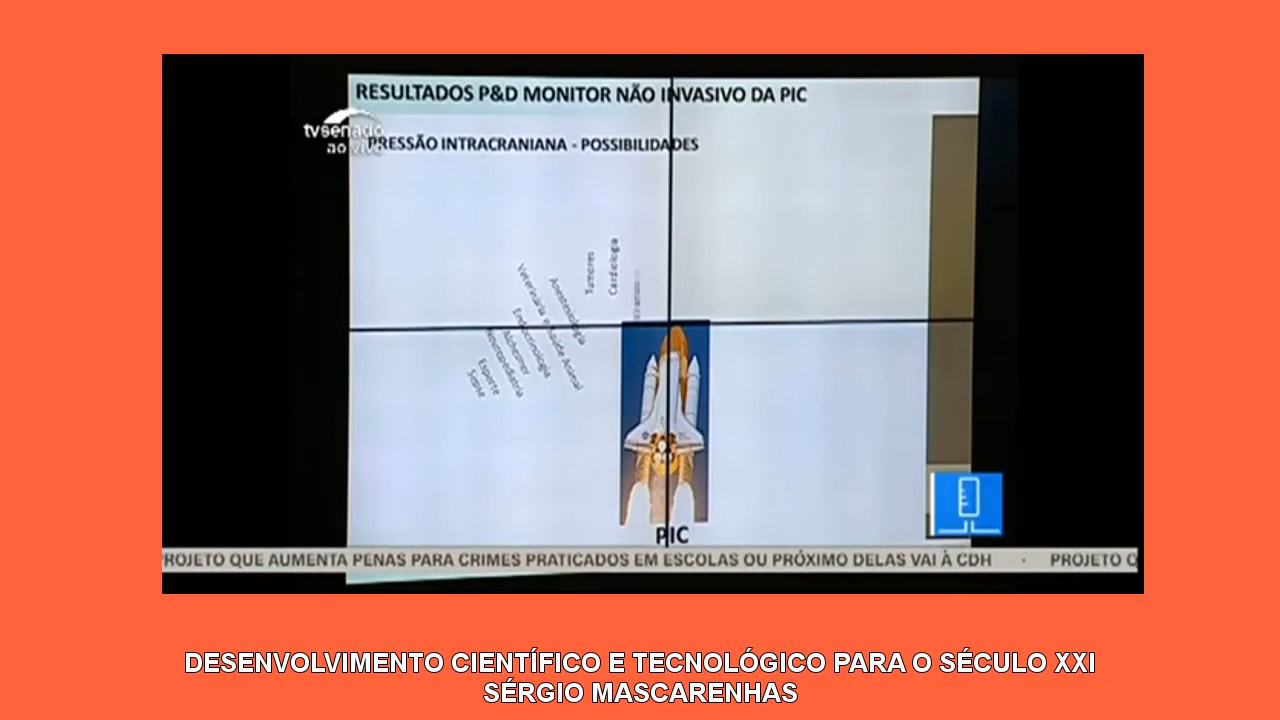 RESULTADOS P&D MONITOR NÃO INVASIVO DA PIC
tvsenado
ao vivo
PRESSÃO INTRACRANIANA - POSSIBILIDADES
Cardiologia
Tumores
Anestesiologia
Veterinária e Saúde Animal
Endocrinologia
Alzheimer
Neuropediatria
Esporte
Sepse
PIC
PROJETO QUE AUMENTA PENAS PARA CRIMES PRATICADOS EM ESCOLAS OU PRÓXIMO DELAS VAI À CDH · PROJETO Q
DESENVOLVIMENTO CIENTÍFICO E TECNOLÓGICO PARA O SÉCULO XXI
SÉRGIO MASCARENHAS